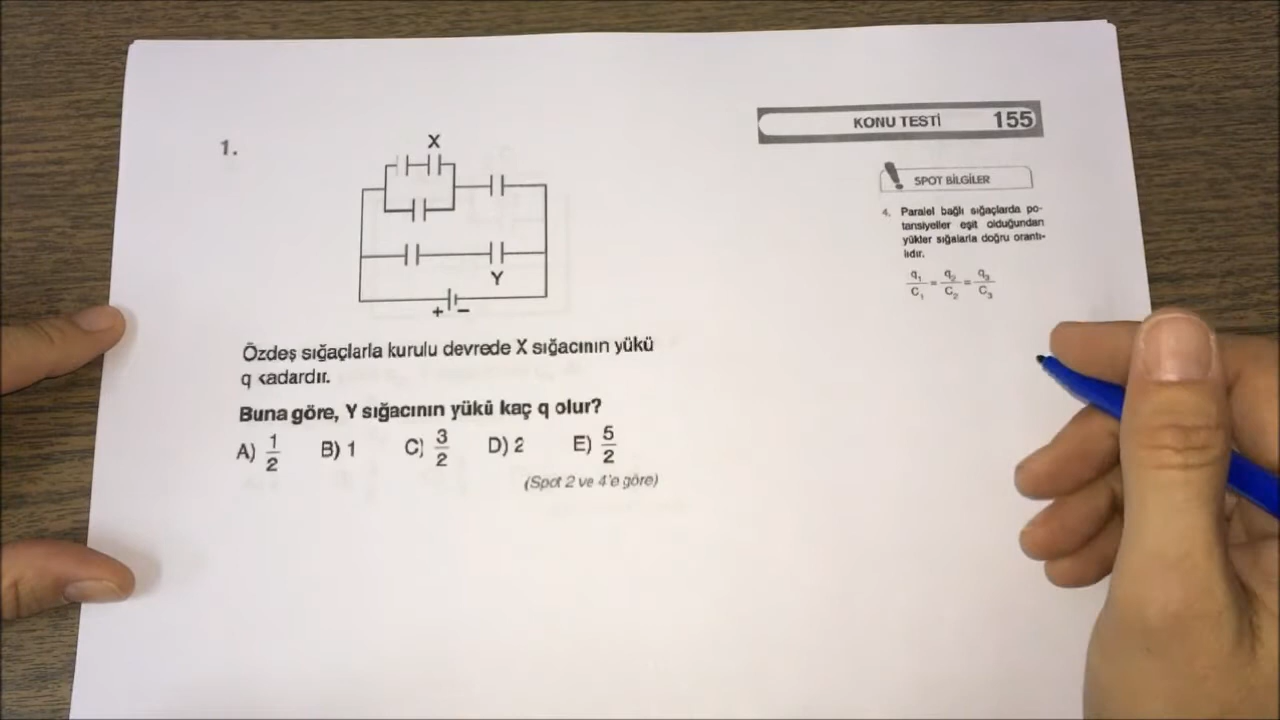 KONU TESTİ 155
1.
X
Y
+ –
SPOT BİLGİLER
4. Paralel bağlı sığaçlarda po-
tansiyeller eşit olduğundan
yükler sığalarla doğru orantı-
lıdır.
q₁/C₁ = q₂/C₂ = q₃/C₃
Özdeş sığaçlarla kurulu devrede X sığacının yükü
q kadardır.
Buna göre, Y sığacının yükü kaç q olur?
A) 1/2 B) 1 C) 3/2 D) 2 E) 5/2
(Spot 2 ve 4'e göre)